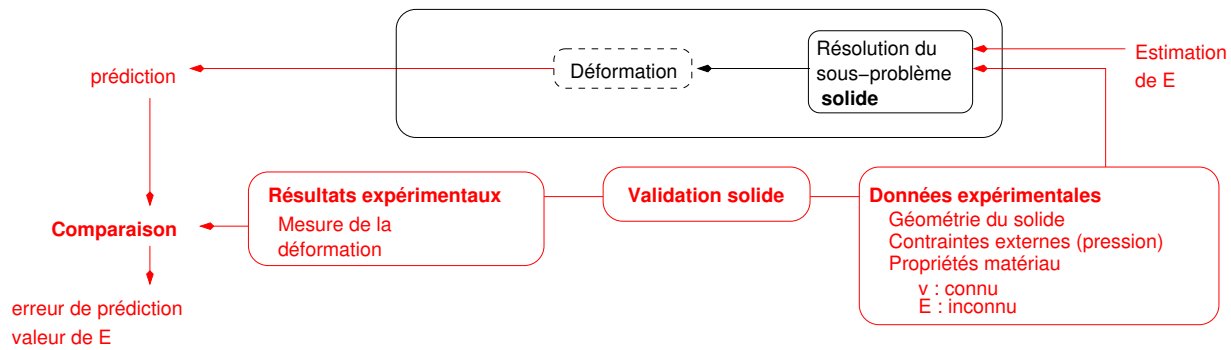 Résolution du
sous−problème
solide
Estimation
de E
Déformation
prédiction
Résultats expérimentaux
Mesure de la
déformation
Validation solide
Données expérimentales
Géométrie du solide
Contraintes externes (pression)
Propriétés matériau
ν : connu
E : inconnu
Comparaison
erreur de prédiction
valeur de E